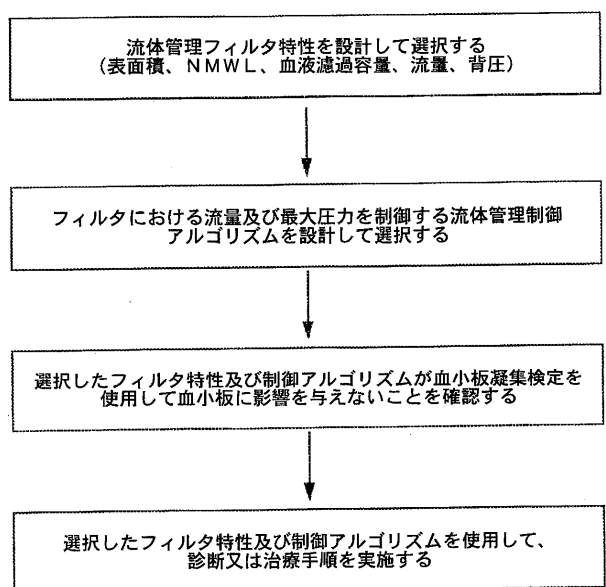 流体管理フィルタ特性を設計して選択する
(表面積、NMWL、血液濾過容量、流量、背圧)
フィルタにおける流量及び最大圧力を制御する流体管理制御
アルゴリズムを設計して選択する
選択したフィルタ特性及び制御アルゴリズムが血小板凝集検定を
使用して血小板に影響を与えないことを確認する
選択したフィルタ特性及び制御アルゴリズムを使用して、
診断又は治療手順を実施する